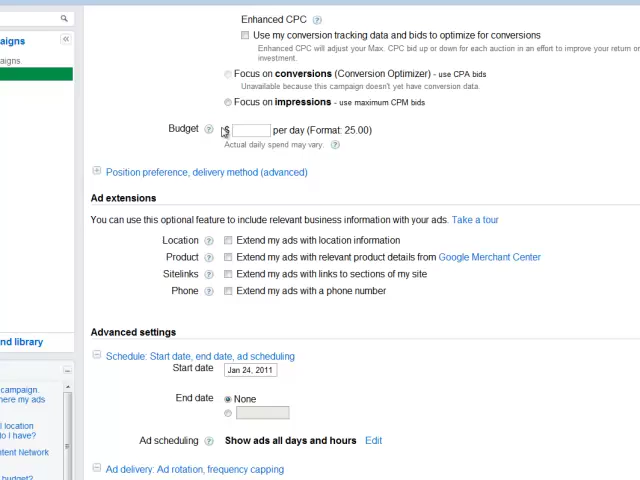 Enhanced CPC
aigns
Use my conversion tracking data and bids to optimize for conversions
Enhanced CPC will adjust your Max. CPC bid up or down for each auction in an effort to improve your return on
investment.
aigns.
Focus on conversions (Conversion Optimizer) - use CPA bids
Unavailable because this campaign doesn't yet have conversion data.
Focus on impressions - use maximum CPM bids
Budget $ per day (Format: 25.00)
Actual daily spend may vary.
Position preference, delivery method (advanced)
Ad extensions
You can use this optional feature to include relevant business information with your ads. Take a tour
Location Extend my ads with location information
Product Extend my ads with relevant product details from Google Merchant Center
Sitelinks Extend my ads with links to sections of my site
Phone Extend my ads with a phone number
Advanced settings
nd library
Schedule: Start date, end date, ad scheduling
Start date Jan 24, 2011
campaign.
here my ads
End date None
l location
o I have?
Ad scheduling Show ads all days and hours Edit
ntent Network
Ad delivery: Ad rotation, frequency capping
budget?